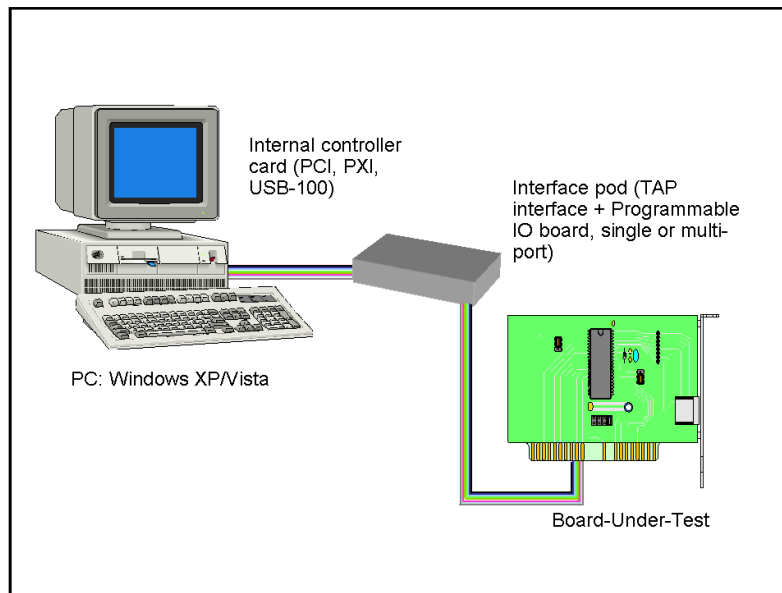 Internal controller
card (PCI, PXI,
USB-100)
Interface pod (TAP
interface + Programmable
IO board, single or multi-
port)
PC: Windows XP/Vista
Board-Under-Test